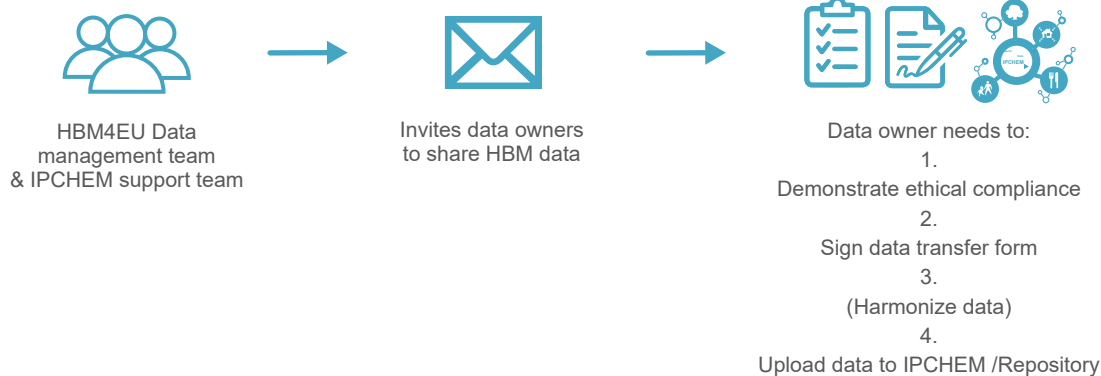 HBM4EU Data
management team
& IPCHEM support team
Invites data owners
to share HBM data
IPCHEM
Data owner needs to:
1.
Demonstrate ethical compliance
2.
Sign data transfer form
3.
(Harmonize data)
4.
Upload data to IPCHEM /Repository